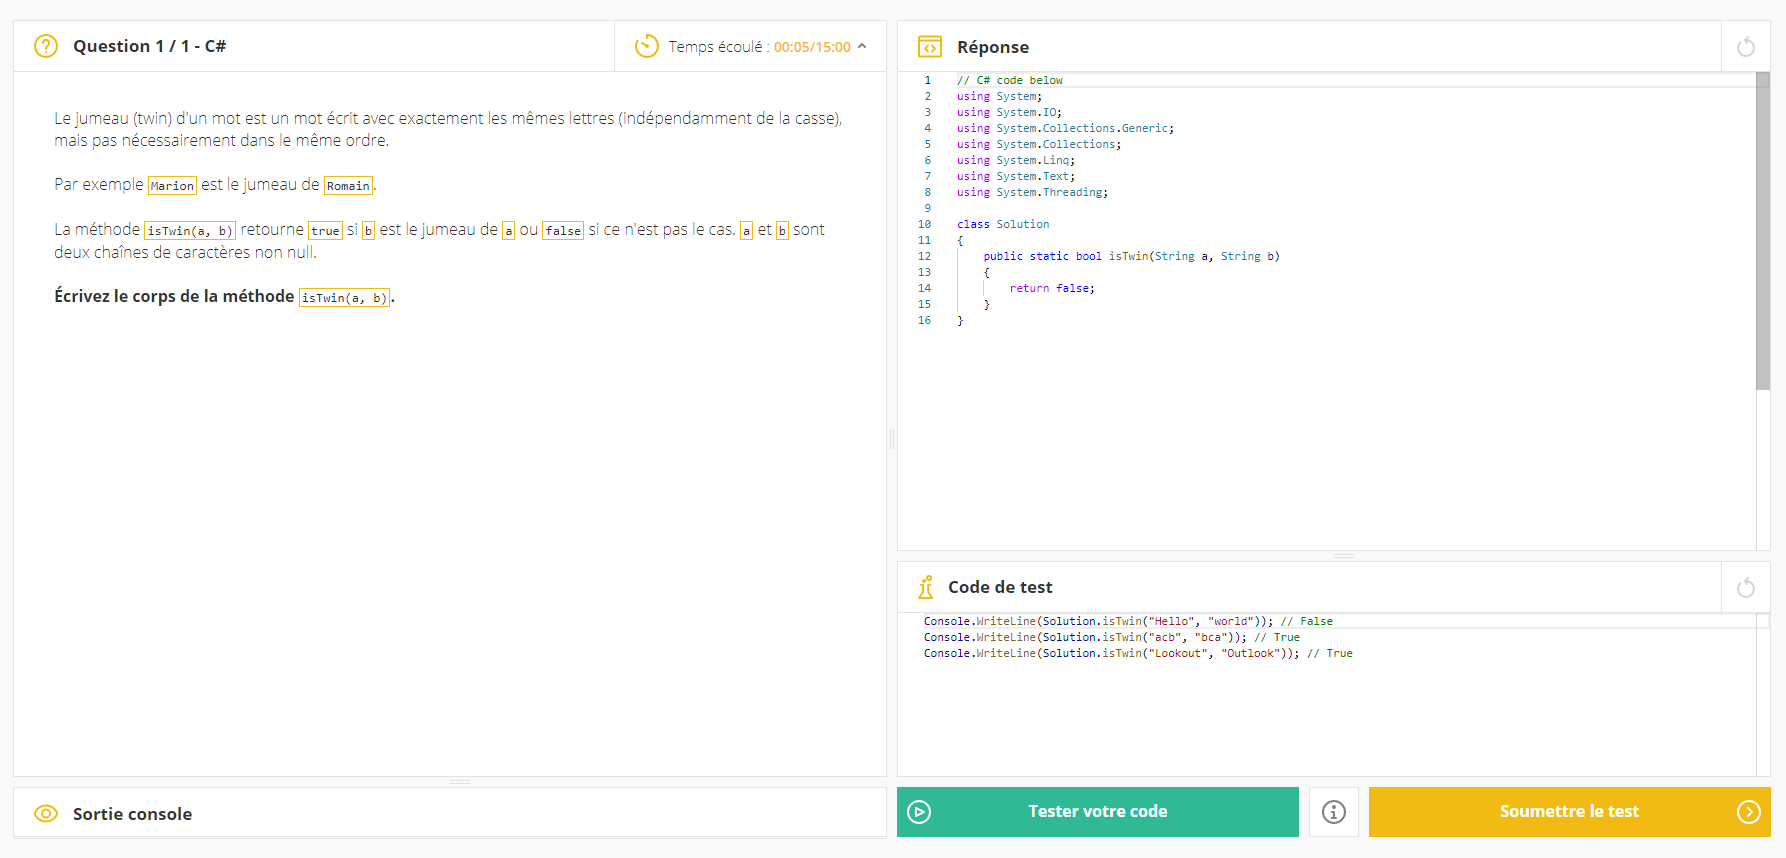 Question 1 / 1 - C#
Temps écoulé : 00:05/15:00
Le jumeau (twin) d'un mot est un mot écrit avec exactement les mêmes lettres (indépendamment de la casse),
mais pas nécessairement dans le même ordre.
Par exemple Marion est le jumeau de Romain.
La méthode isTwin(a, b) retourne true si b est le jumeau de a ou false si ce n'est pas le cas. a et b sont
deux chaînes de caractères non null.
Écrivez le corps de la méthode isTwin(a, b).
Sortie console
Réponse
1 // C# code below
2 using System;
3 using System.IO;
4 using System.Collections.Generic;
5 using System.Collections;
6 using System.Linq;
7 using System.Text;
8 using System.Threading;
9
10 class Solution
11 {
12 public static bool isTwin(String a, String b)
13 {
14 return false;
15 }
16 }
Code de test
Console.WriteLine(Solution.isTwin("Hello", "world")); // False
Console.WriteLine(Solution.isTwin("acb", "bca")); // True
Console.WriteLine(Solution.isTwin("Lookout", "Outlook")); // True
Tester votre code
Soumettre le test